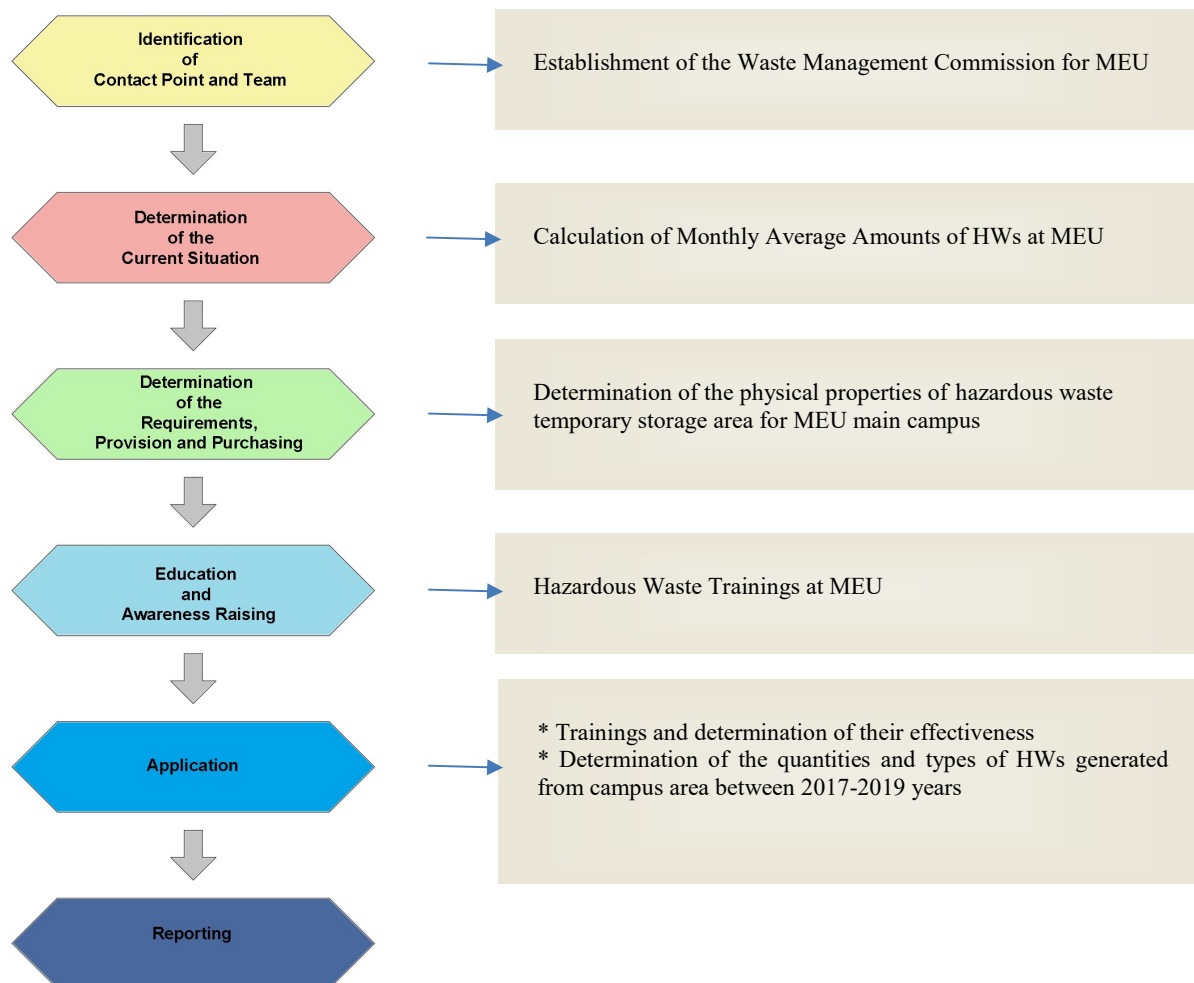 Identification
of
Contact Point and Team
Establishment of the Waste Management Commission for MEU
Determination
of the
Current Situation
Calculation of Monthly Average Amounts of HWs at MEU
Determination
of the
Requirements,
Provision and Purchasing
Determination of the physical properties of hazardous waste
temporary storage area for MEU main campus
Education
and
Awareness Raising
Hazardous Waste Trainings at MEU
Application
* Trainings and determination of their effectiveness
* Determination of the quantities and types of HWs generated
from campus area between 2017-2019 years
Reporting